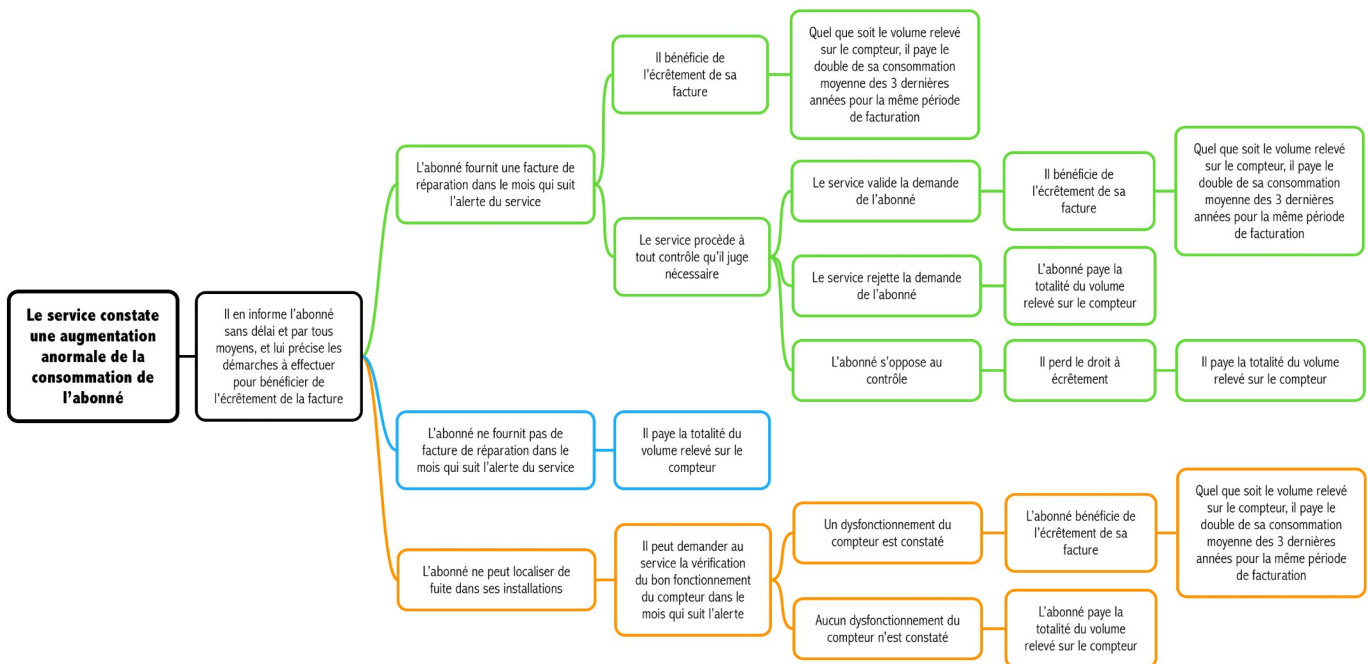 Le service constate
une augmentation
anormale de la
consommation de
l'abonné
Il en informe l'abonné
sans délai et par tous
moyens, et lui précise les
démarches à effectuer
pour bénéficier de
l'écrêtement de la facture
L'abonné fournit une facture de
réparation dans le mois qui suit
l'alerte du service
Il bénéficie de
l'écrêtement de sa
facture
Quel que soit le volume relevé
sur le compteur, il paye le
double de sa consommation
moyenne des 3 dernières
années pour la même période
de facturation
Le service procède à
tout contrôle qu'il juge
nécessaire
Le service valide la demande
de l'abonné
Il bénéficie de
l'écrêtement de sa
facture
Quel que soit le volume relevé
sur le compteur, il paye le
double de sa consommation
moyenne des 3 dernières
années pour la même période
de facturation
Le service rejette la demande
de l'abonné
L'abonné paye la
totalité du volume
relevé sur le compteur
L'abonné s'oppose au
contrôle
Il perd le droit à
écrêtement
Il paye la totalité du volume
relevé sur le compteur
L'abonné ne fournit pas de
facture de réparation dans le
mois qui suit l'alerte du service
Il paye la totalité du
volume relevé sur le
compteur
L'abonné ne peut localiser de
fuite dans ses installations
Il peut demander au
service la vérification
du bon fonctionnement
du compteur dans le
mois qui suit l'alerte
Un dysfonctionnement du
compteur est constaté
L'abonné bénéficie de
l'écrêtement de sa
facture
Quel que soit le volume relevé
sur le compteur, il paye le
double de sa consommation
moyenne des 3 dernières
années pour la même période
de facturation
Aucun dysfonctionnement du
compteur n'est constaté
L'abonné paye la
totalité du volume
relevé sur le compteur